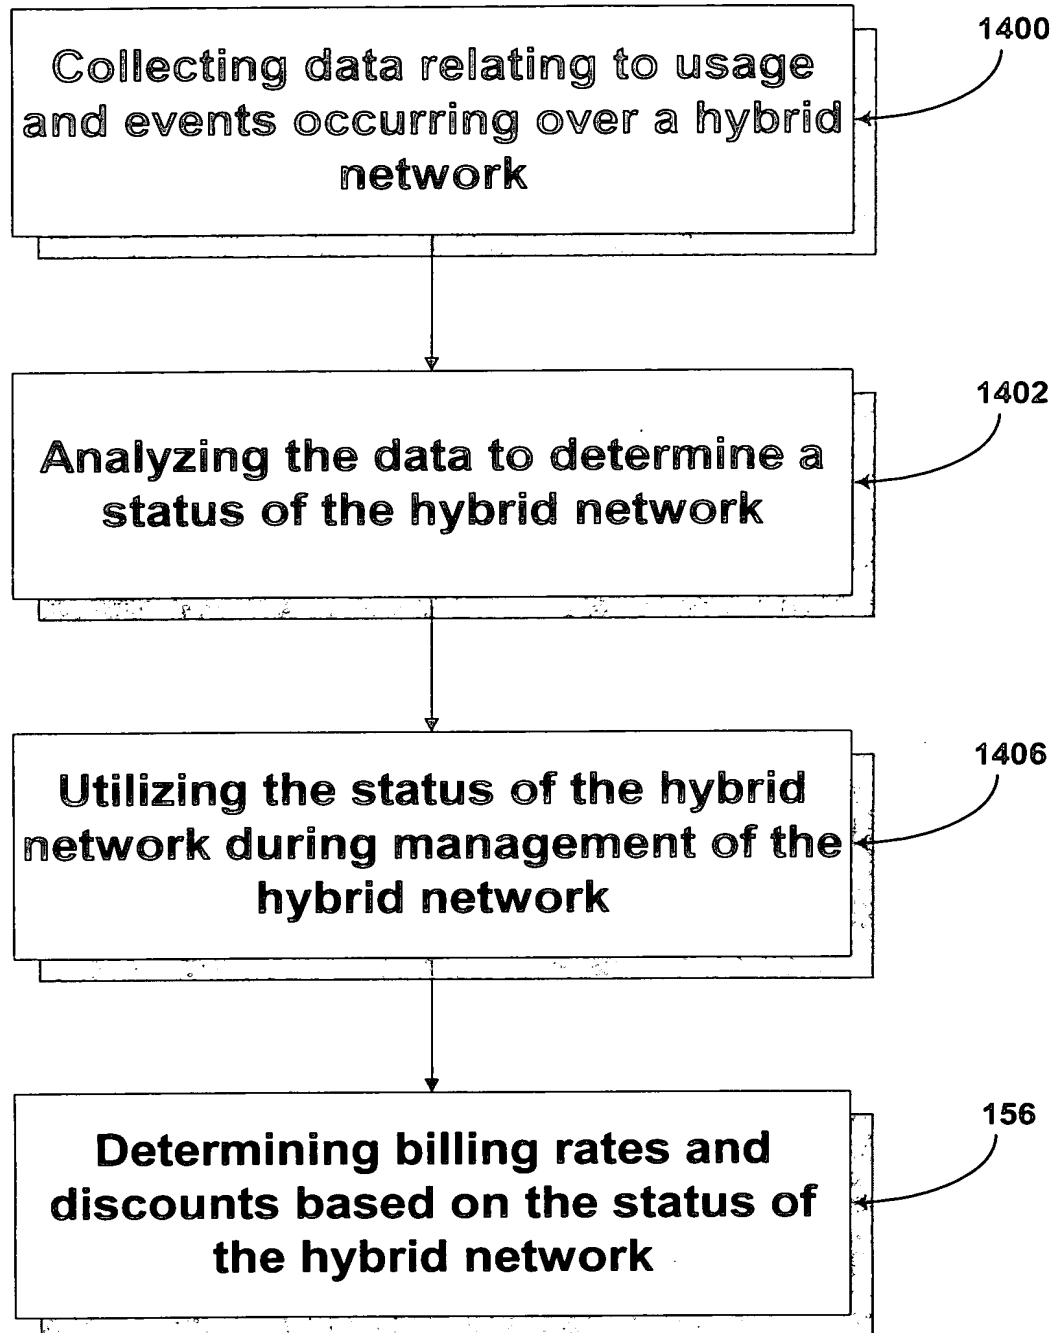 1400
Collecting data relating to usage
and events occurring over a hybrid
network
1402
Analyzing the data to determine a
status of the hybrid network
1406
Utilizing the status of the hybrid
network during management of the
hybrid network
156
Determining billing rates and
discounts based on the status of
the hybrid network